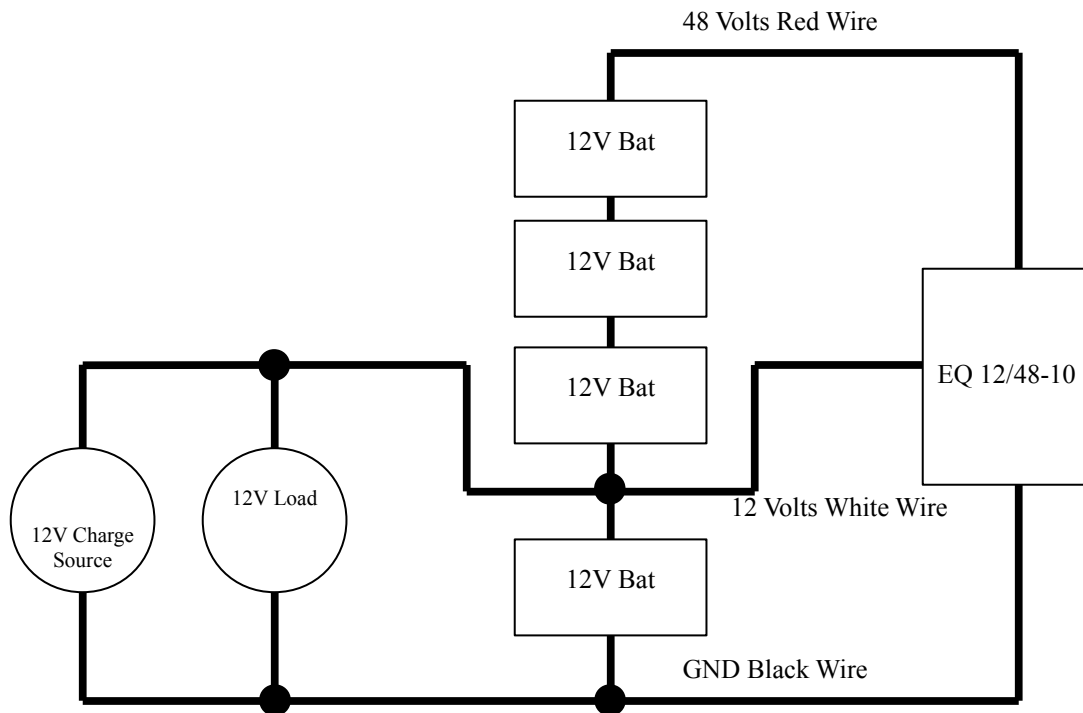 48 Volts Red Wire
12V Bat
12V Bat
12V Bat
EQ 12/48-10
12V Load
12V Charge
Source
12 Volts White Wire
12V Bat
GND Black Wire